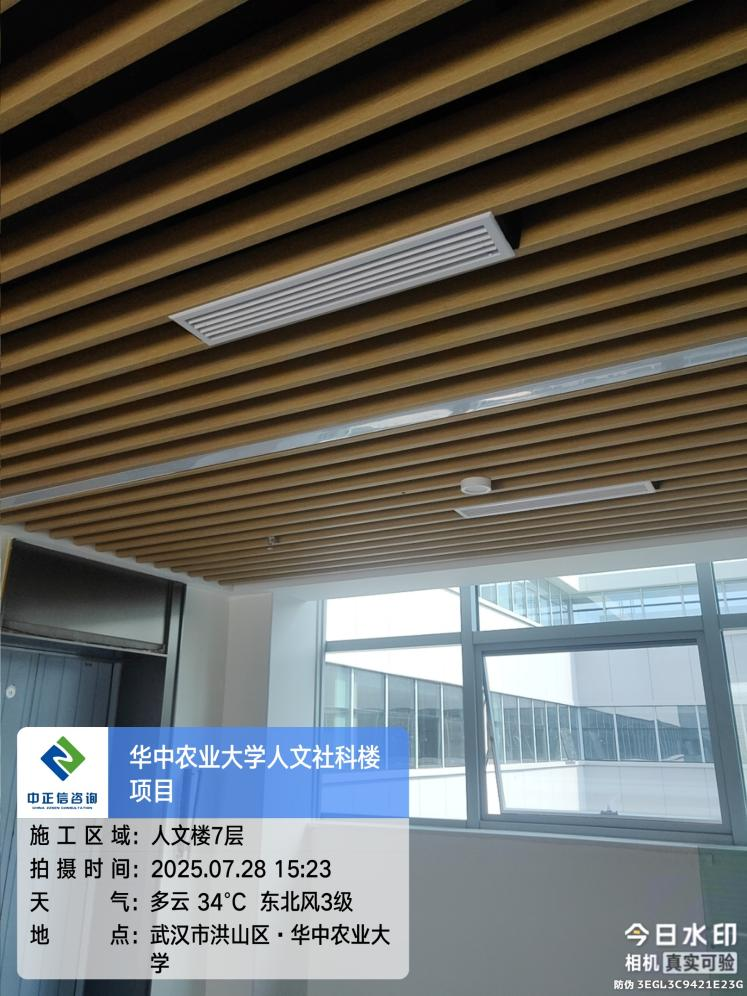 华中农业大学人文社科楼
项目
中正信咨询
CHINA ZENXIN CONSULTATION
施工区域：人文楼7层
拍摄时间：2025.07.28 15:23
天气：多云 34°C 东北风3级
地点：武汉市洪山区·华中农业大
学
今日水印
相机 真实可验
防伪 3EGL3C9421E23G